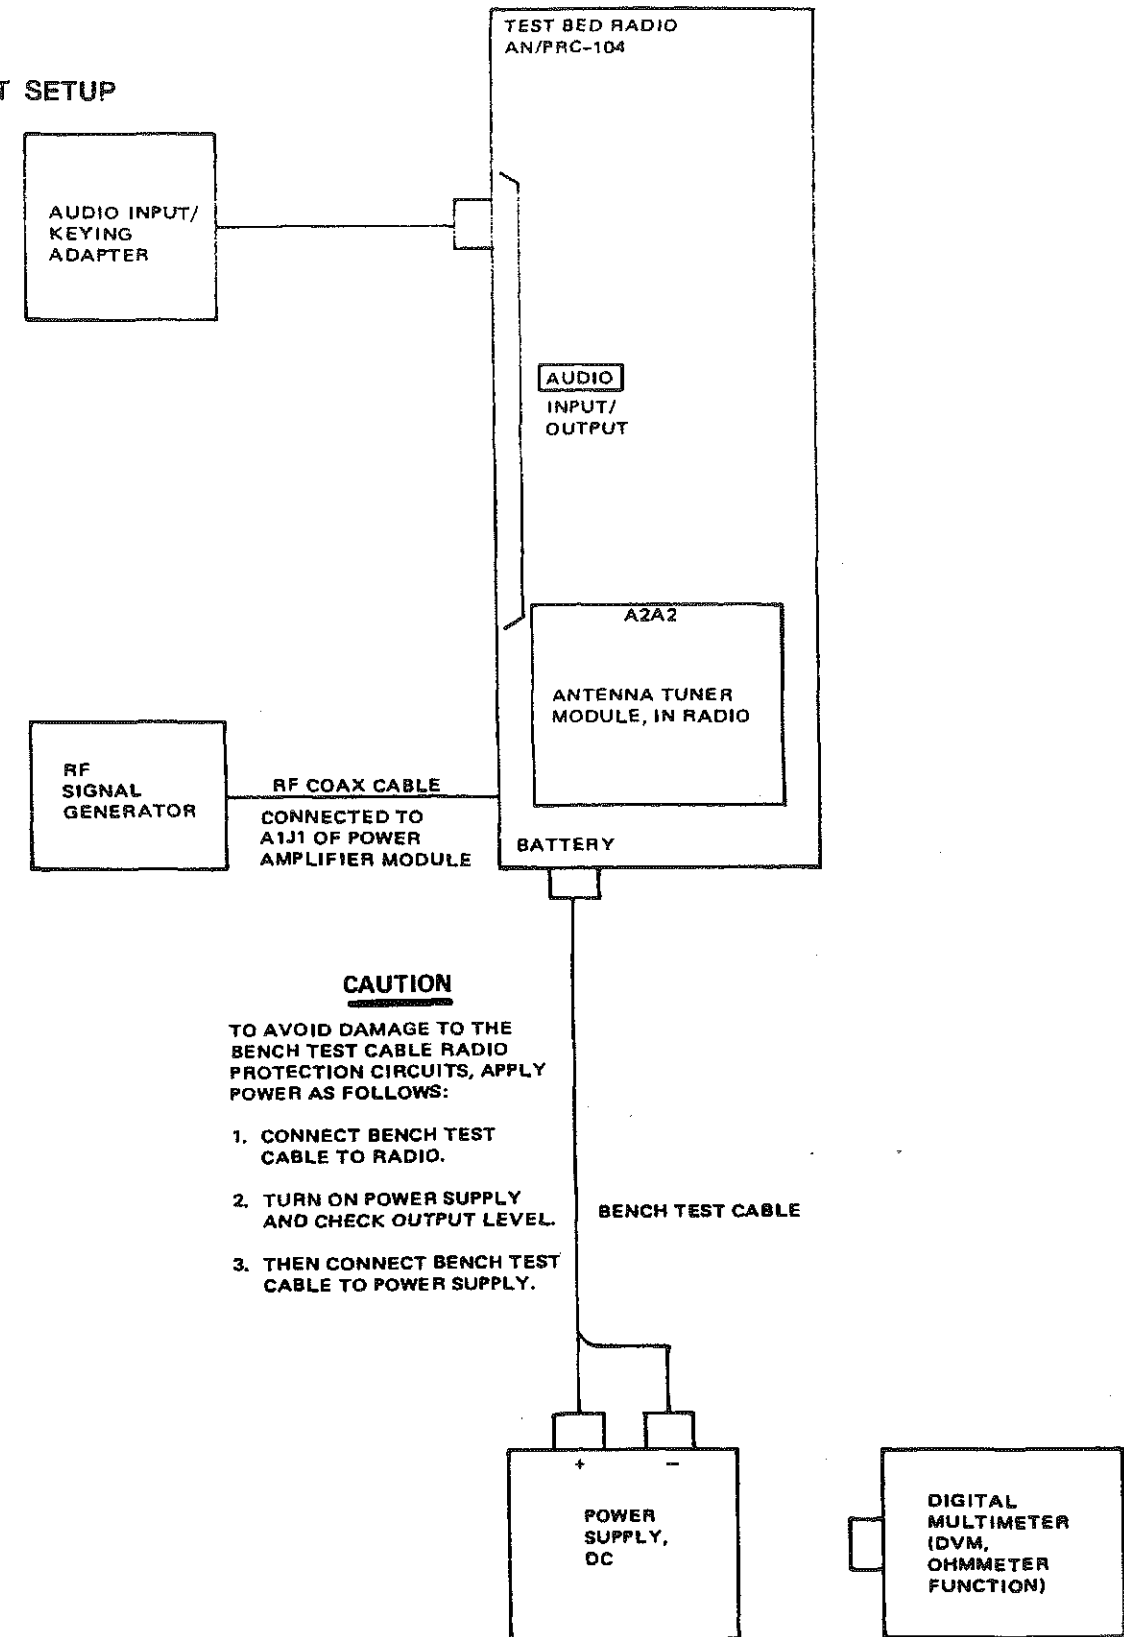 TEST BED RADIO
AN/PRC-104
T SETUP
AUDIO INPUT/
KEYING
ADAPTER
AUDIO
INPUT/
OUTPUT
A2A2
ANTENNA TUNER
MODULE, IN RADIO
RF
SIGNAL
GENERATOR
RF COAX CABLE
CONNECTED TO
A1J1 OF POWER
AMPLIFIER MODULE
BATTERY
CAUTION
TO AVOID DAMAGE TO THE
BENCH TEST CABLE RADIO
PROTECTION CIRCUITS, APPLY
POWER AS FOLLOWS:
1. CONNECT BENCH TEST
CABLE TO RADIO.
2. TURN ON POWER SUPPLY
AND CHECK OUTPUT LEVEL.
3. THEN CONNECT BENCH TEST
CABLE TO POWER SUPPLY.
BENCH TEST CABLE
+ −
POWER
SUPPLY,
DC
DIGITAL
MULTIMETER
(DVM,
OHMMETER
FUNCTION)